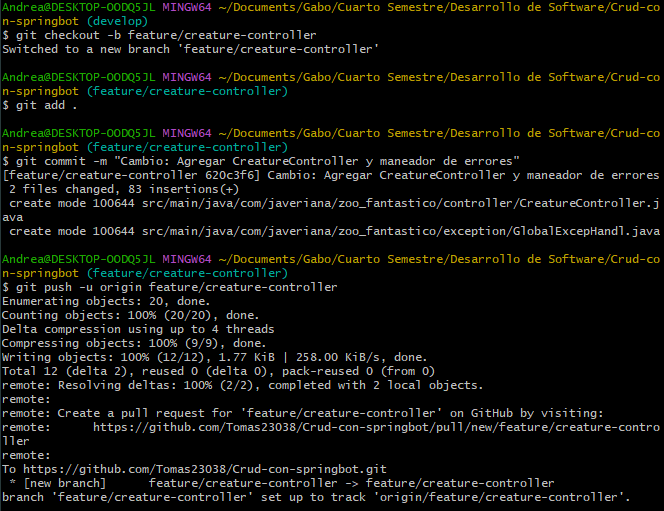 Andrea@DESKTOP-OODQ5JL MINGW64 ~/Documents/Gabo/Cuarto Semestre/Desarrollo de Software/Crud-co
n-springbot (develop)
$ git checkout -b feature/creature-controller
Switched to a new branch 'feature/creature-controller'
Andrea@DESKTOP-OODQ5JL MINGW64 ~/Documents/Gabo/Cuarto Semestre/Desarrollo de Software/Crud-co
n-springbot (feature/creature-controller)
$ git add .
Andrea@DESKTOP-OODQ5JL MINGW64 ~/Documents/Gabo/Cuarto Semestre/Desarrollo de Software/Crud-co
n-springbot (feature/creature-controller)
$ git commit -m "Cambio: Agregar CreatureController y maneador de errores"
[feature/creature-controller 620c3f6] Cambio: Agregar CreatureController y maneador de errores
 2 files changed, 83 insertions(+)
 create mode 100644 src/main/java/com/javeriana/zoo_fantastico/controller/CreatureController.j
ava
 create mode 100644 src/main/java/com/javeriana/zoo_fantastico/exception/GlobalExcepHandl.java
Andrea@DESKTOP-OODQ5JL MINGW64 ~/Documents/Gabo/Cuarto Semestre/Desarrollo de Software/Crud-co
n-springbot (feature/creature-controller)
$ git push -u origin feature/creature-controller
Enumerating objects: 20, done.
Counting objects: 100% (20/20), done.
Delta compression using up to 4 threads
Compressing objects: 100% (9/9), done.
Writing objects: 100% (12/12), 1.77 KiB | 258.00 KiB/s, done.
Total 12 (delta 2), reused 0 (delta 0), pack-reused 0 (from 0)
remote: Resolving deltas: 100% (2/2), completed with 2 local objects.
remote:
remote: Create a pull request for 'feature/creature-controller' on GitHub by visiting:
remote:      https://github.com/Tomas23038/Crud-con-springbot/pull/new/feature/creature-contro
ller
remote:
To https://github.com/Tomas23038/Crud-con-springbot.git
 * [new branch]      feature/creature-controller -> feature/creature-controller
branch 'feature/creature-controller' set up to track 'origin/feature/creature-controller'.